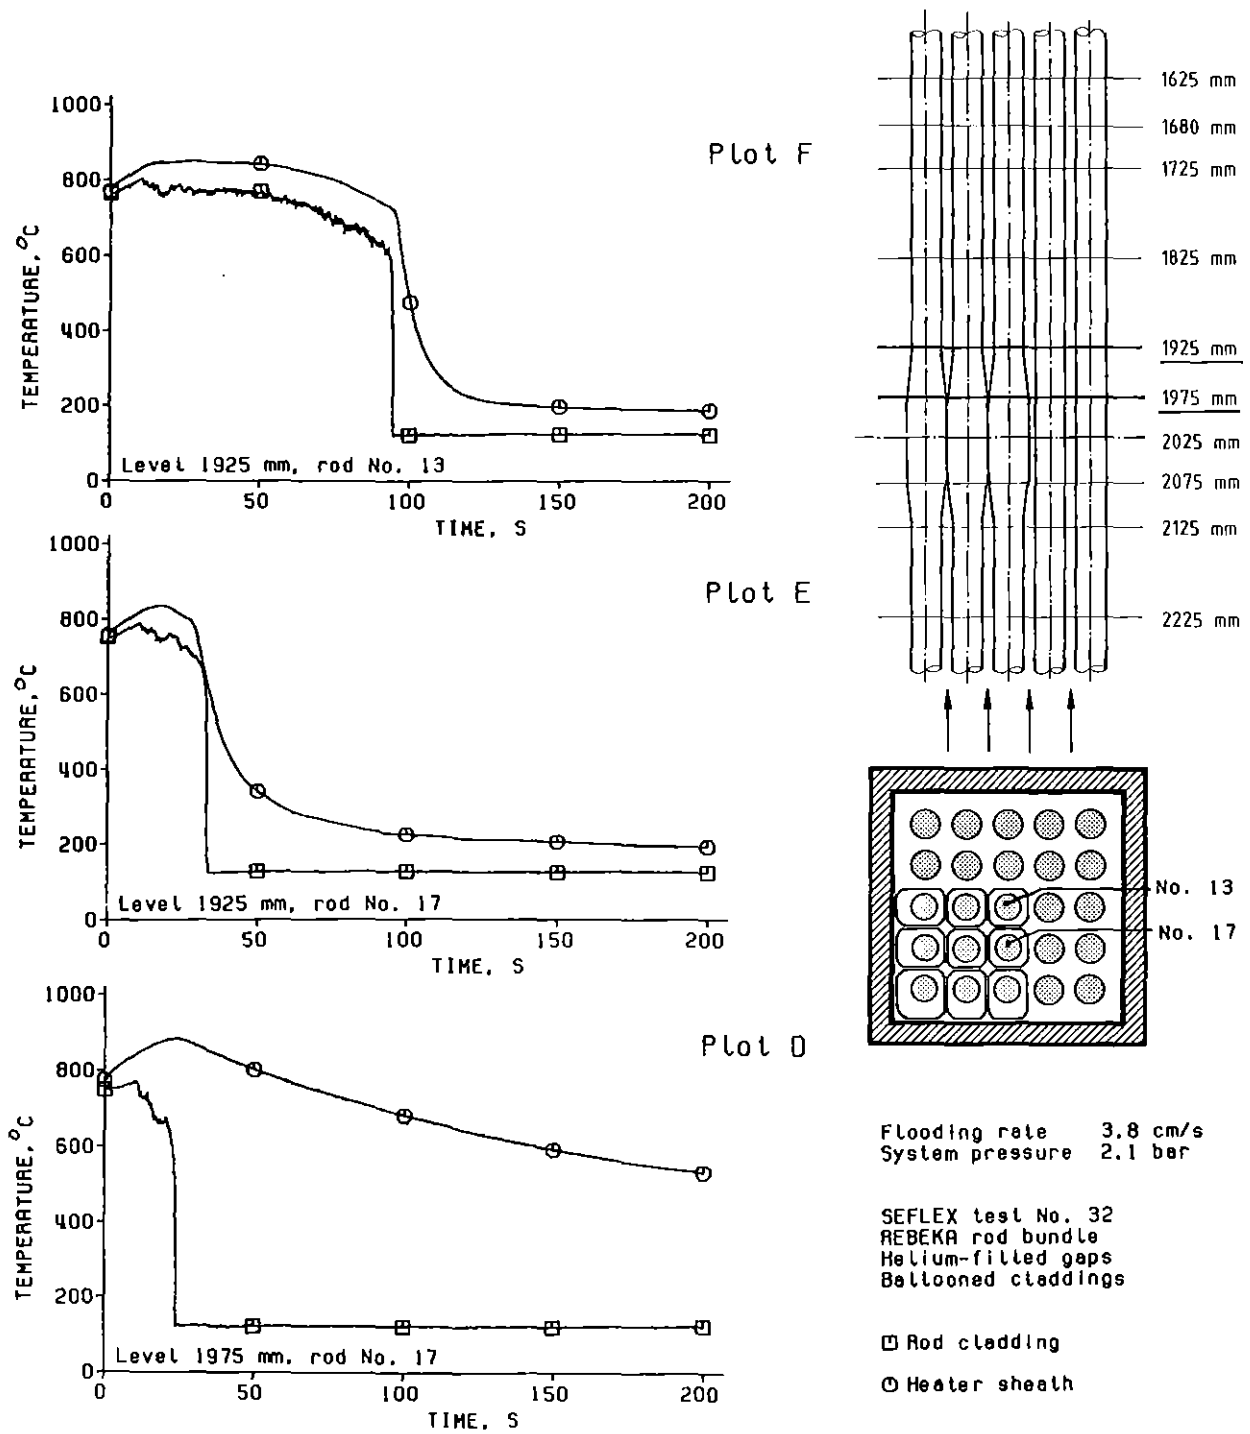 Plot F
TEMPERATURE, °C
1000
800
600
400
200
0
Level 1925 mm, rod No. 13
0 50 100 150 200
TIME, S
Plot E
TEMPERATURE, °C
1000
800
600
400
200
0
Level 1925 mm, rod No. 17
0 50 100 150 200
TIME, S
Plot D
TEMPERATURE, °C
1000
800
600
400
200
0
Level 1975 mm, rod No. 17
0 50 100 150 200
TIME, S
1625 mm
1680 mm
1725 mm
1825 mm
1925 mm
1975 mm
2025 mm
2075 mm
2125 mm
2225 mm
No. 13
No. 17
Flooding rate 3.8 cm/s
System pressure 2.1 bar
SEFLEX test No. 32
REBEKA rod bundle
Helium-filled gaps
Ballooned claddings
Rod cladding
Heater sheath